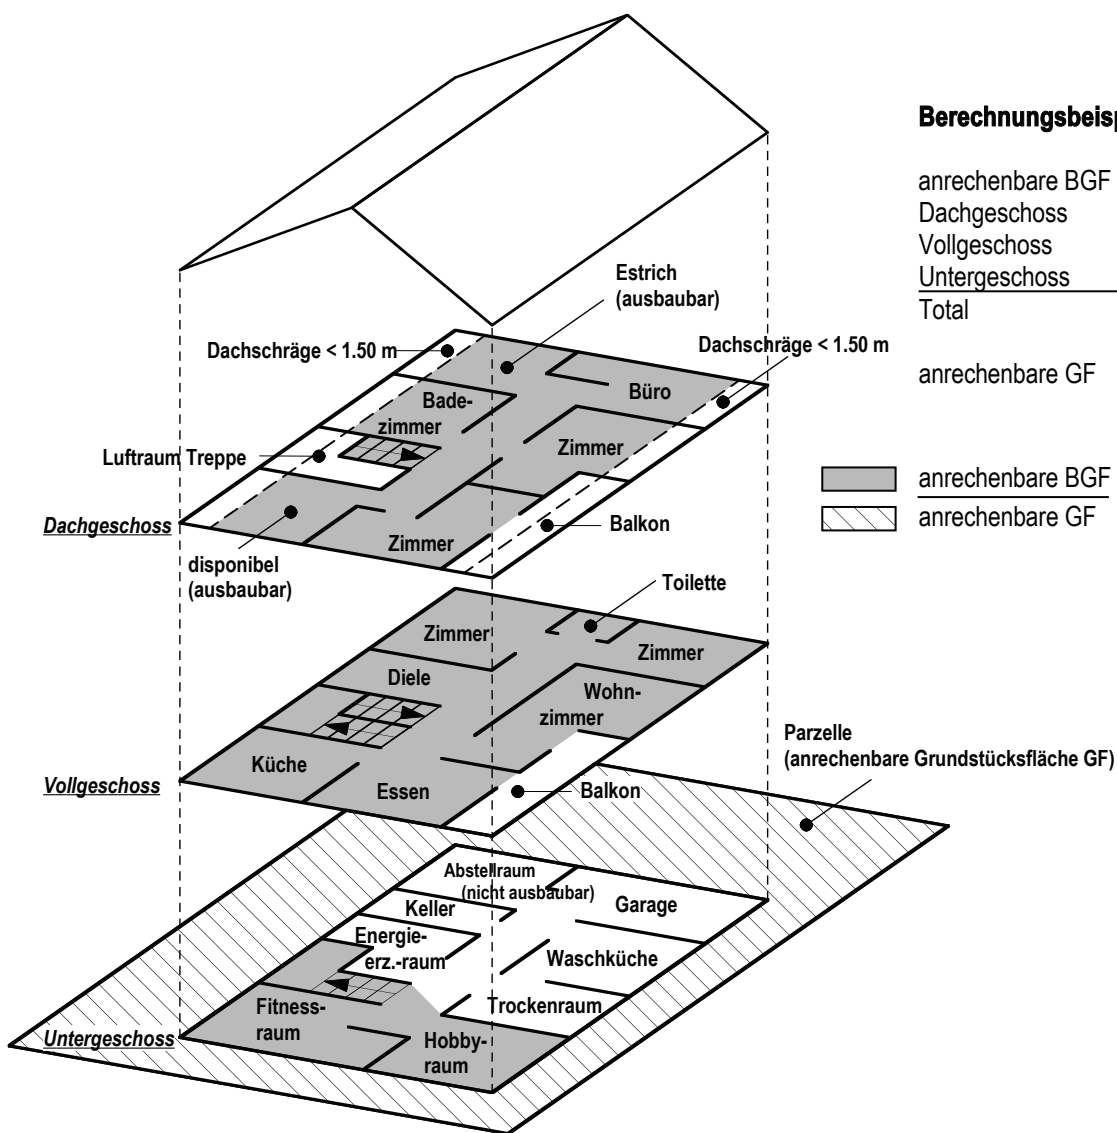 Berechnungsbeisp
anrechenbare BGF
Dachgeschoss
Vollgeschoss
Untergeschoss
Total
anrechenbare GF
anrechenbare BGF
anrechenbare GF
Estrich
(ausbaubar)
Dachschräge < 1.50 m
Dachschräge < 1.50 m
Büro
Bade-
zimmer
Zimmer
Luftraum Treppe
Dachgeschoss
Zimmer
Balkon
disponibel
(ausbaubar)
Toilette
Zimmer
Zimmer
Diele
Wohn-
zimmer
Küche
Essen
Balkon
Vollgeschoss
Parzelle
(anrechenbare Grundstücksfläche GF)
Abstellraum
(nicht ausbaubar)
Keller
Garage
Energie-
erz.-raum
Waschküche
Trockenraum
Fitness-
raum
Hobby-
raum
Untergeschoss